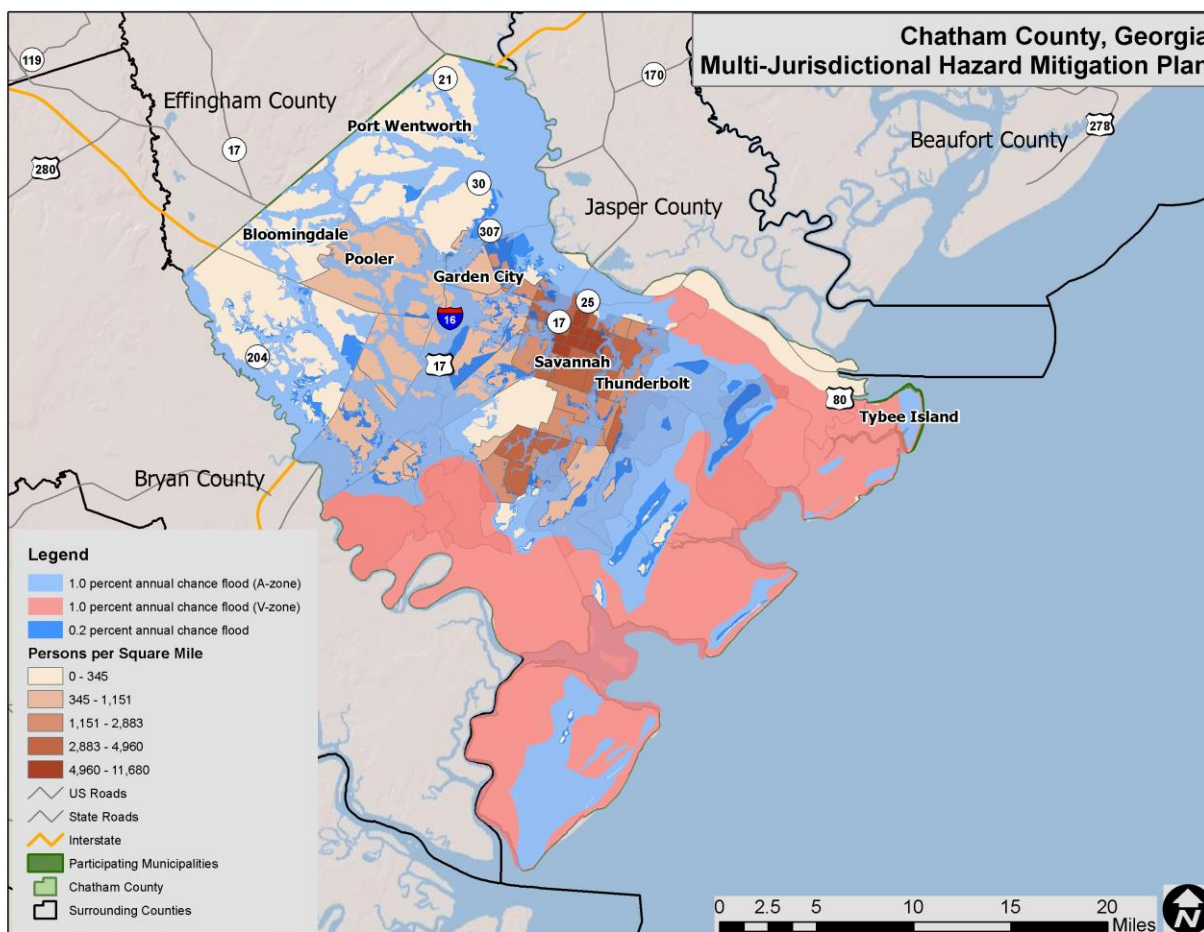 Chatham County, Georgia
Multi-Jurisdictional Hazard Mitigation Plan
119
21
170
Effingham County
278
Port Wentworth
Beaufort County
17
280
30
Jasper County
307
Bloomingdale
Pooler
Garden City
25
16
17
204
17
Savannah
Thunderbolt
80
Tybee Island
Bryan County
Legend
1.0 percent annual chance flood (A-zone)
1.0 percent annual chance flood (V-zone)
0.2 percent annual chance flood
Persons per Square Mile
0 - 345
345 - 1,151
1,151 - 2,883
2,883 - 4,960
4,960 - 11,680
US Roads
State Roads
Interstate
Participating Municipalities
Chatham County
Surrounding Counties
0 2.5 5 10 15 20
Miles
N